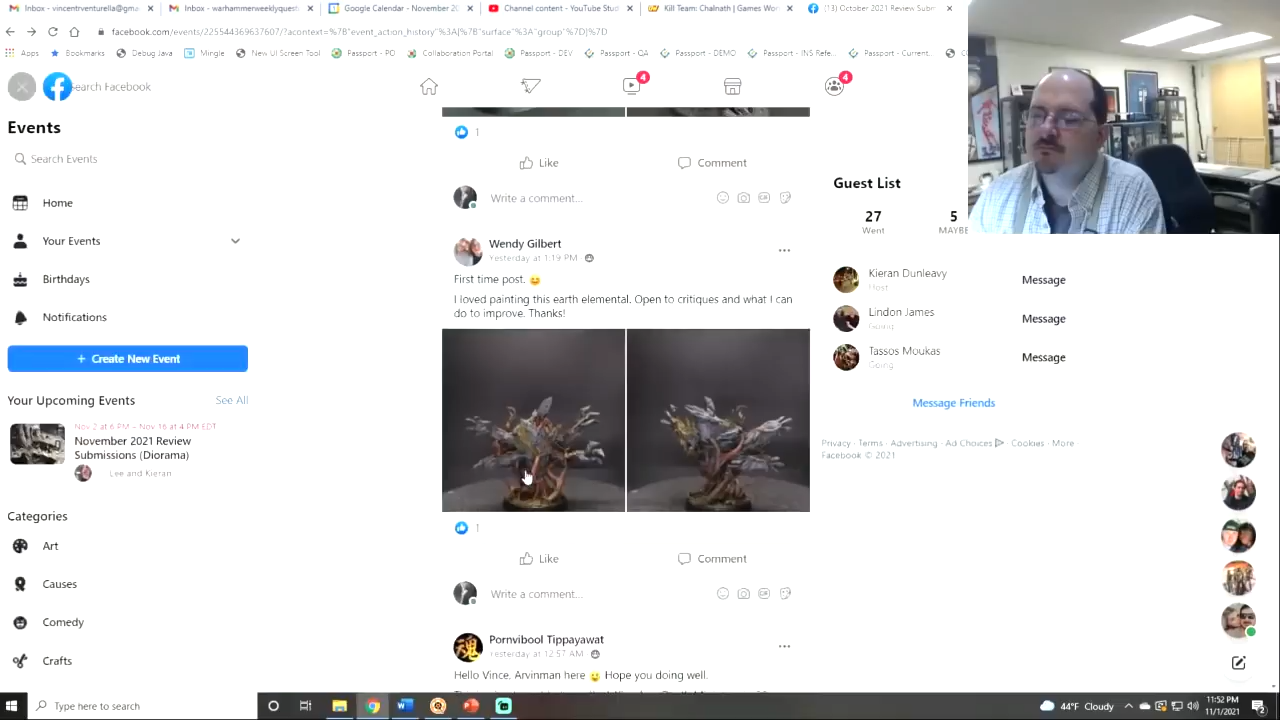 Inbox - vincentrventurella@gma
Inbox - warhammerweeklyquest
Google Calendar - November 20
Channel content - YouTube Stud
Kill Team: Chalnath | Games Wor
(13) October 2021 Review Subm
facebook.com/events/225544369637607/?acontext=%7B"event_action_history"%3A[%7B"surface"%3A"group"%7D]%7D
Apps
Bookmarks
Debug Java
Mingle
New UI Screen Tool
Passport - PD
Collaboration Portal
Passport - DEV
Passport - QA
Passport - DEMO
Passport - INS Refe...
Passport - Current...
Search Facebook
4
4
Events
Search Events
Home
Your Events
Birthdays
Notifications
+ Create New Event
Your Upcoming Events
See All
Nov 2 at 6 PM – Nov 16 at 4 PM EDT
November 2021 Review
Submissions (Diorama)
Lee and Kieran
Categories
Art
Causes
Comedy
Crafts
1
Like
Comment
Write a comment...
Wendy Gilbert
Yesterday at 1:19 PM
First time post. 😀
I loved painting this earth elemental. Open to critiques and what I can
do to improve. Thanks!
1
Like
Comment
Write a comment...
Pornvibool Tippayawat
魂
Yesterday at 12:57 AM
Hello Vince, Arvinman here 🙂 Hope you doing well.
Guest List
27
Went
5
MAYBE
Kieran Dunleavy
Host
Message
Lindon James
Going
Message
Tassos Moukas
Going
Message
Message Friends
Privacy · Terms · Advertising · Ad Choices · Cookies · More
Facebook © 2021
Type here to search
44°F Cloudy
11:52 PM
11/1/2021
2